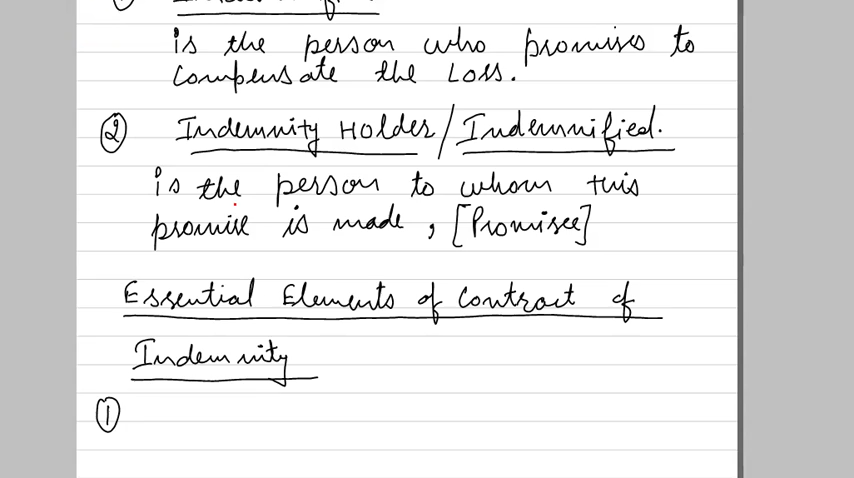 is the person who promises to
compensate the Loss.
② Indemnity Holder/Indemnified.
is the person to whom this
promise is made, [Promisee]
Essential Elements of Contract of
Indemnity
①